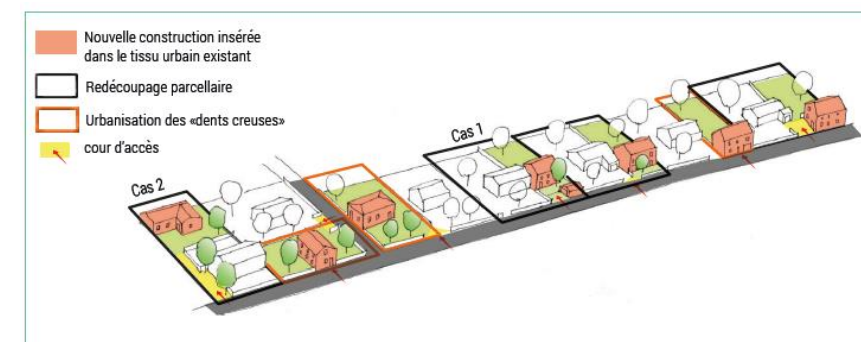 Nouvelle construction insérée
dans le tissu urbain existant
Redécoupage parcellaire
Urbanisation des «dents creuses»
cour d'accès
Cas 1
Cas 2